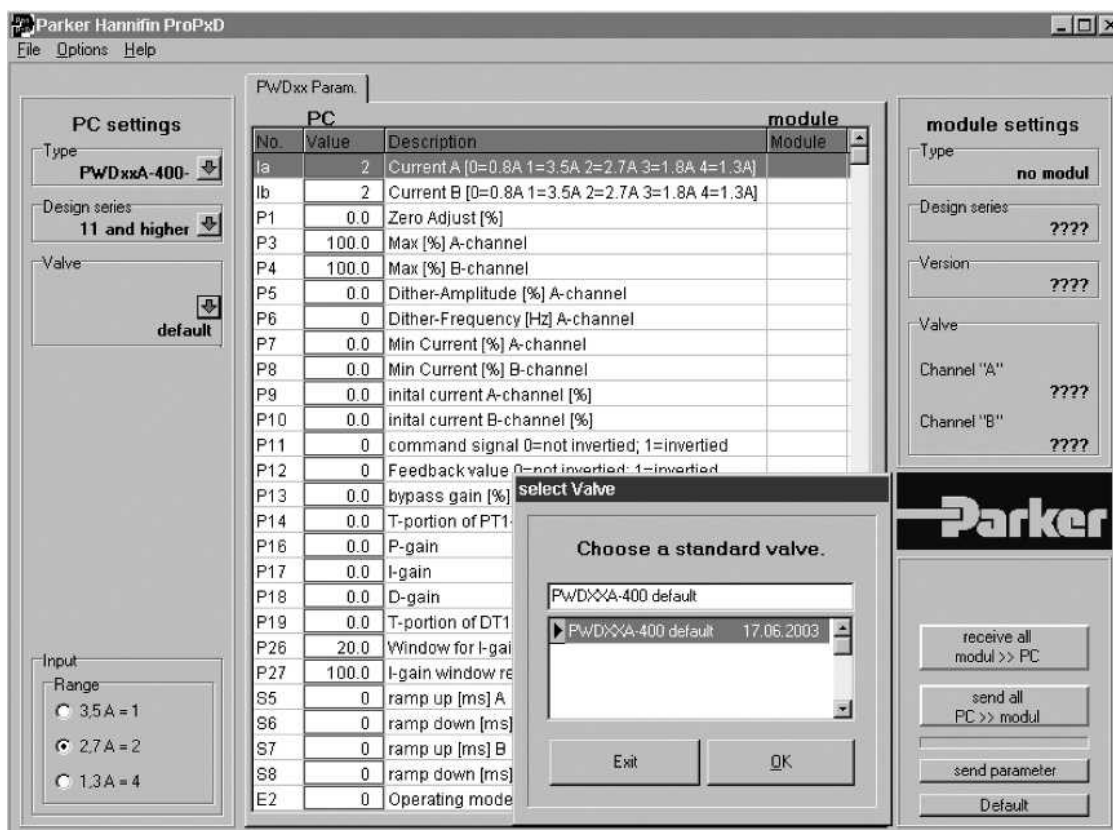 Parker Hannifin ProPxD
File Options Help
PC settings
Type
PWDxxA-400-
Design series
11 and higher
Valve
default
Input
Range
3,5 A = 1
2,7 A = 2
1,3 A = 4
PWDxx Param.
PC module
No. Value Description Module
Ia 2 Current A [0=0.8A 1=3.5A 2=2.7A 3=1.8A 4=1.3A]
Ib 2 Current B [0=0.8A 1=3.5A 2=2.7A 3=1.8A 4=1.3A]
P1 0.0 Zero Adjust [%]
P3 100.0 Max [%] A-channel
P4 100.0 Max [%] B-channel
P5 0.0 Dither-Amplitude [%] A-channel
P6 0 Dither-Frequency [Hz] A-channel
P7 0.0 Min Current [%] A-channel
P8 0.0 Min Current [%] B-channel
P9 0.0 inital current A-channel [%]
P10 0.0 inital current B-channel [%]
P11 0 command signal 0=not invertied; 1=invertied
P12 0 Feedback value 0=not invertied; 1=invertied
P13 0.0 bypass gain [%]
P14 0.0 T-portion of PT1-
P16 0.0 P-gain
P17 0.0 I-gain
P18 0.0 D-gain
P19 0.0 T-portion of DT1
P26 20.0 Window for I-gai
P27 100.0 I-gain window re
S5 0 ramp up [ms] A
S6 0 ramp down [ms]
S7 0 ramp up [ms] B
S8 0 ramp down [ms]
E2 0 Operating mode
select Valve
Choose a standard valve.
PWDXXA-400 default
PWDXXA-400 default 17.06.2003
Exit OK
module settings
Type
no modul
Design series
????
Version
????
Valve
Channel "A"
????
Channel "B"
????
Parker
receive all
modul >> PC
send all
PC >> modul
send parameter
Default